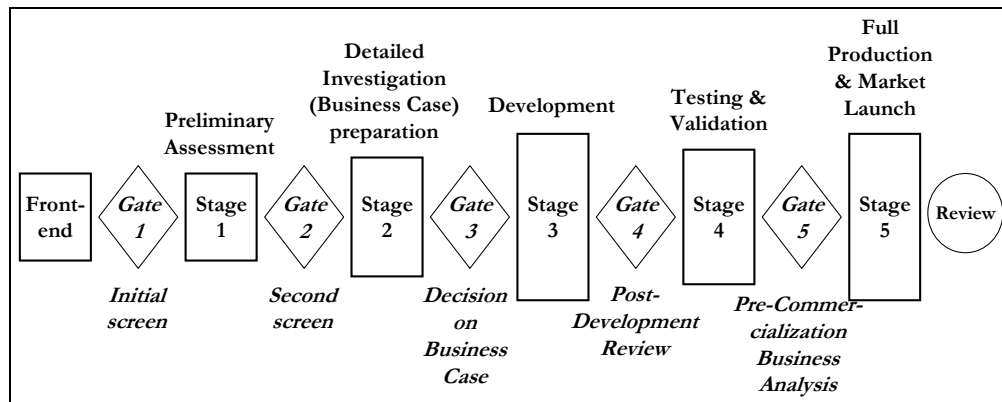 Preliminary
Assessment
Detailed
Investigation
(Business Case)
preparation
Development
Testing &
Validation
Full
Production
& Market
Launch
Front-
end
Gate
1
Stage
1
Gate
2
Stage
2
Gate
3
Stage
3
Gate
4
Stage
4
Gate
5
Stage
5
Review
Initial
screen
Second
screen
Decision
on
Business
Case
Post-
Development
Review
Pre-Commer-
cialization
Business
Analysis